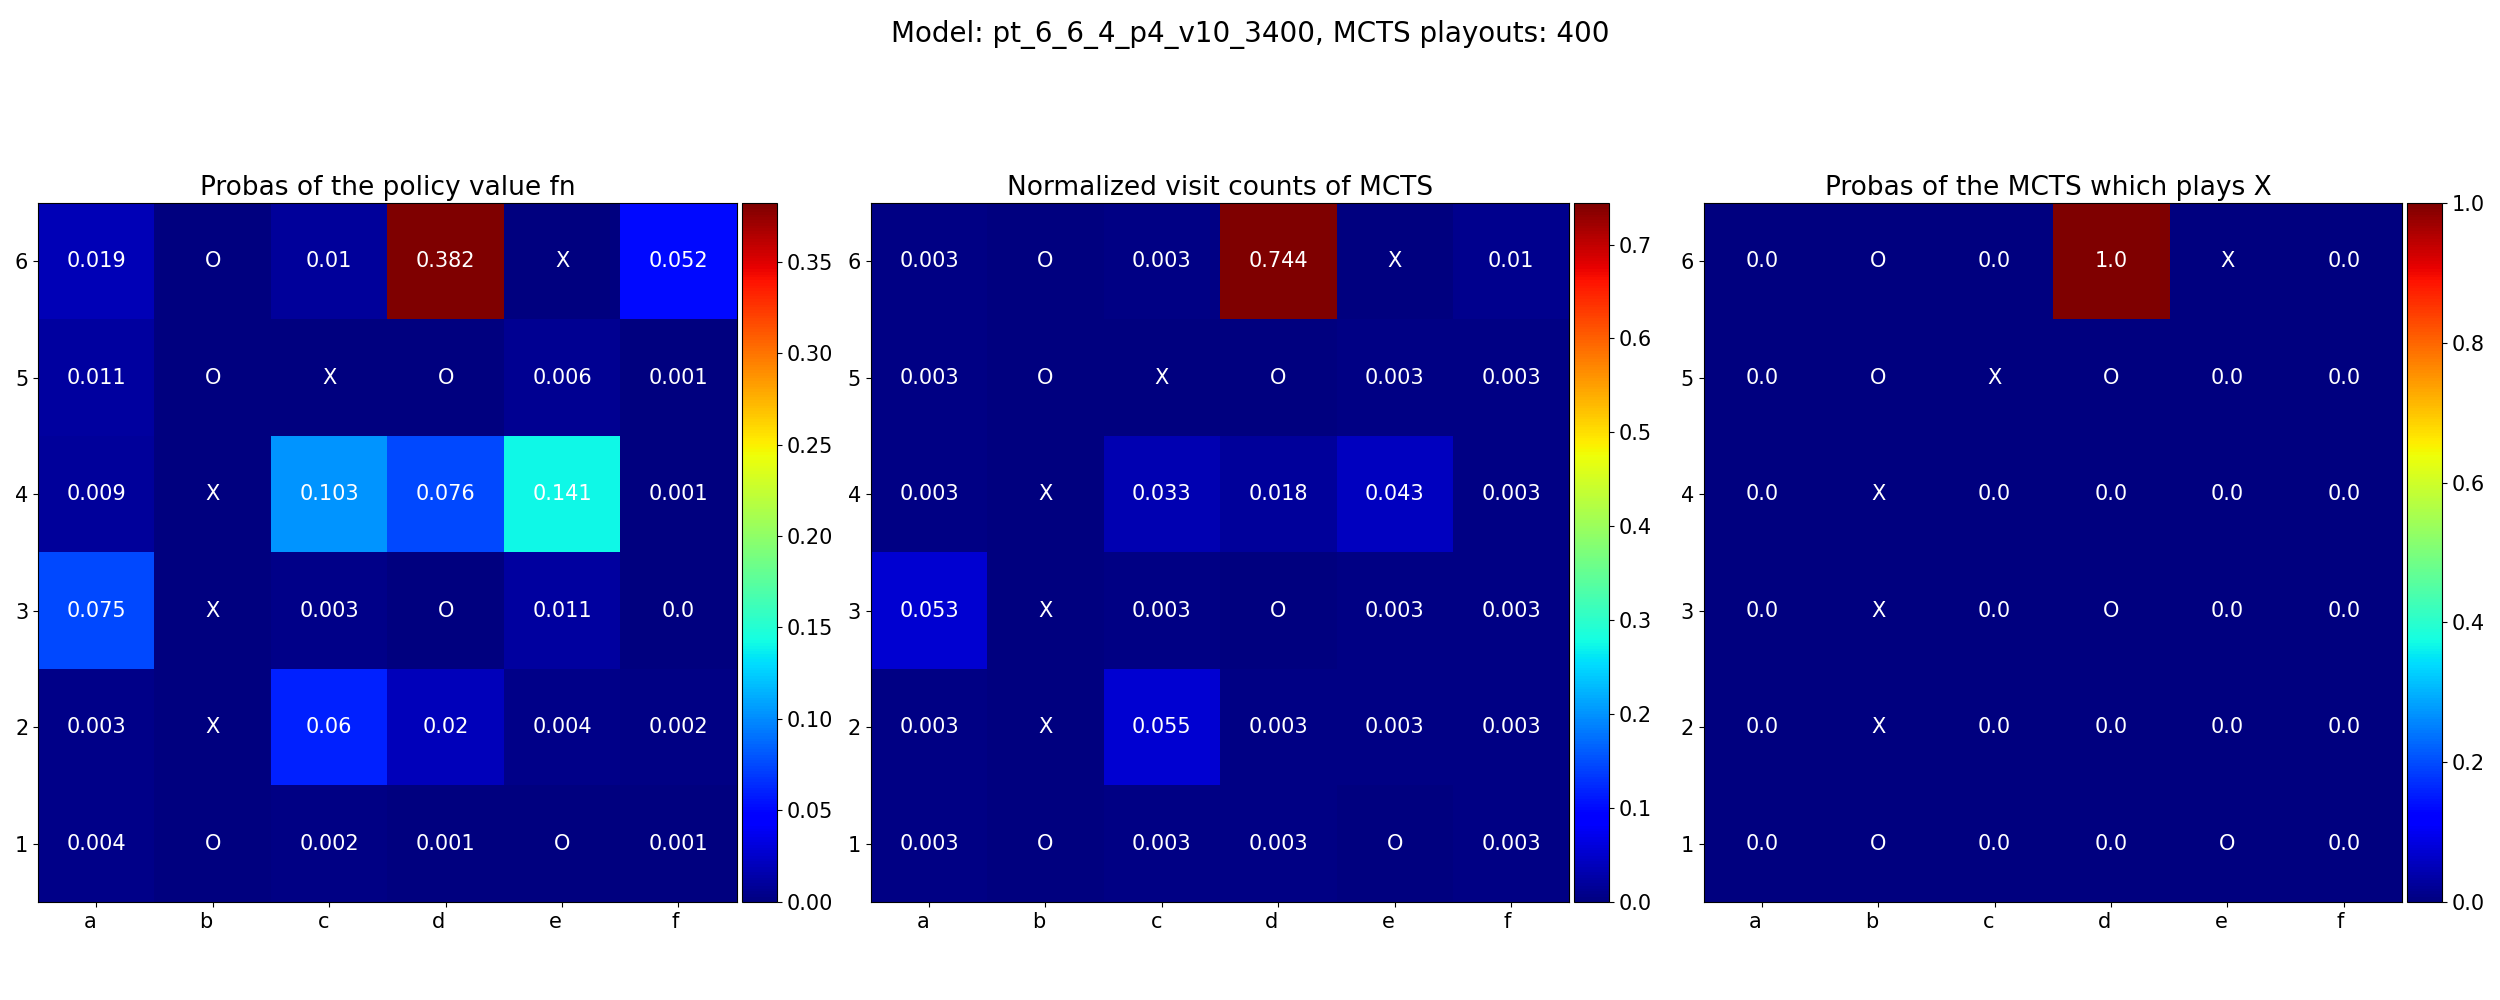 Model: pt_6_6_4_p4_v10_3400, MCTS playouts: 400
Probas of the policy value fn
6 0.019 O 0.01 0.382 X 0.052
5 0.011 O X O 0.006 0.001
4 0.009 X 0.103 0.076 0.141 0.001
3 0.075 X 0.003 O 0.011 0.0
2 0.003 X 0.06 0.02 0.004 0.002
1 0.004 O 0.002 0.001 O 0.001
a b c d e f
0.35
0.30
0.25
0.20
0.15
0.10
0.05
0.00
Normalized visit counts of MCTS
6 0.003 O 0.003 0.744 X 0.01
5 0.003 O X O 0.003 0.003
4 0.003 X 0.033 0.018 0.043 0.003
3 0.053 X 0.003 O 0.003 0.003
2 0.003 X 0.055 0.003 0.003 0.003
1 0.003 O 0.003 0.003 O 0.003
a b c d e f
0.7
0.6
0.5
0.4
0.3
0.2
0.1
0.0
Probas of the MCTS which plays X
6 0.0 O 0.0 1.0 X 0.0
5 0.0 O X O 0.0 0.0
4 0.0 X 0.0 0.0 0.0 0.0
3 0.0 X 0.0 O 0.0 0.0
2 0.0 X 0.0 0.0 0.0 0.0
1 0.0 O 0.0 0.0 O 0.0
a b c d e f
1.0
0.8
0.6
0.4
0.2
0.0